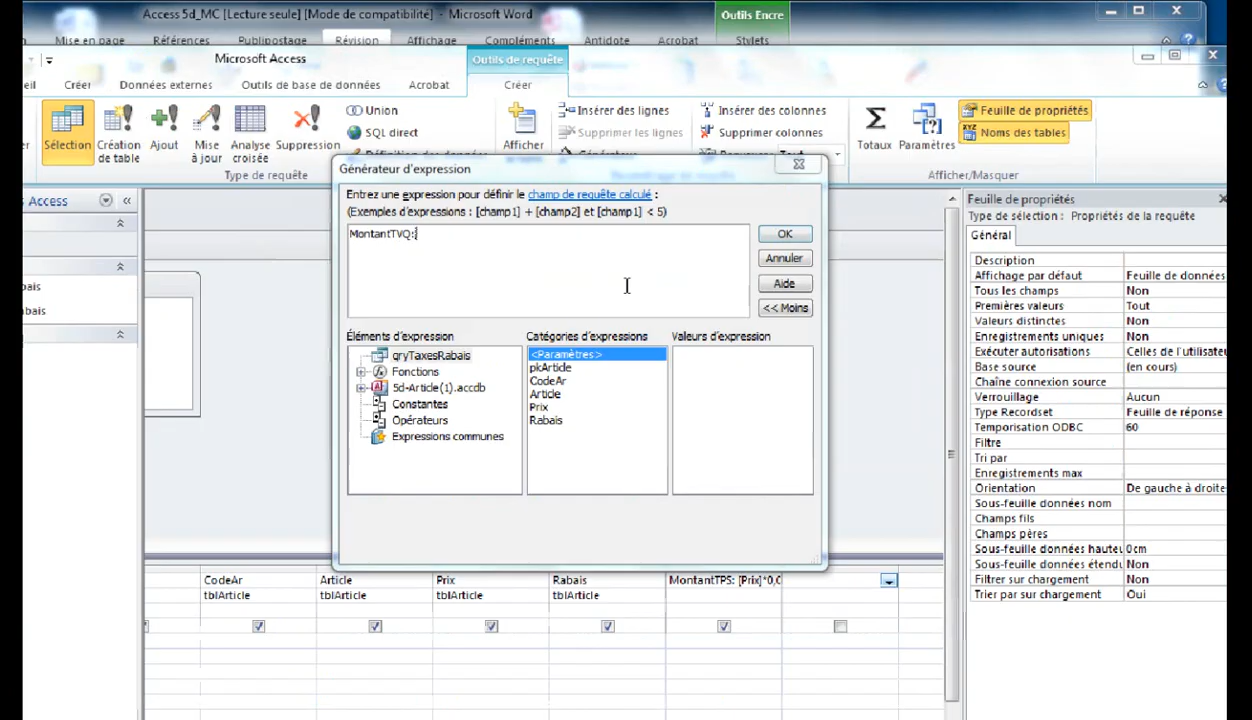 Access 5d_MC [Lecture seule] [Mode de compatibilité] - Microsoft Word
Outils Encre
Mise en page Références Publipostage Révision Affichage Compléments Antidote Acrobat Stylets
Microsoft Access
Outils de requête
Créer Données externes Outils de base de données Acrobat Créer
Union
SQL direct
Insérer des lignes
Supprimer les lignes
Insérer des colonnes
Supprimer colonnes
Feuille de propriétés
Noms des tables
Sélection Création de table Ajout Mise à jour Analyse croisée Suppression
Afficher
Totaux Paramètres
Type de requête
Afficher/Masquer
Générateur d'expression
Entrez une expression pour définir le champ de requête calculé :
(Exemples d'expressions : [champ1] + [champ2] et [champ1] < 5)
MontantTVQ:
OK
Annuler
Aide
<< Moins
Éléments d'expression
qryTaxesRabais
Fonctions
5d-Article(1).accdb
Constantes
Opérateurs
Expressions communes
Catégories d'expressions
<Paramètres>
pkArticle
CodeAr
Article
Prix
Rabais
Valeurs d'expression
s Access «
CodeAr Article Prix Rabais MontantTPS: [Prix]*0,0
tblArticle tblArticle tblArticle tblArticle
Feuille de propriétés
Type de sélection : Propriétés de la requête
Général
Description
Affichage par défaut Feuille de données
Tous les champs Non
Premières valeurs Tout
Valeurs distinctes Non
Enregistrements uniques Non
Exécuter autorisations Celles de l'utilisate
Base source (en cours)
Chaîne connexion source
Verrouillage Aucun
Type Recordset Feuille de réponse
Temporisation ODBC 60
Filtre
Tri par
Enregistrements max
Orientation De gauche à droite
Sous-feuille données nom
Champs fils
Champs pères
Sous-feuille données hauteu 0cm
Sous-feuille données étendu Non
Filtrer sur chargement Non
Trier par sur chargement Oui